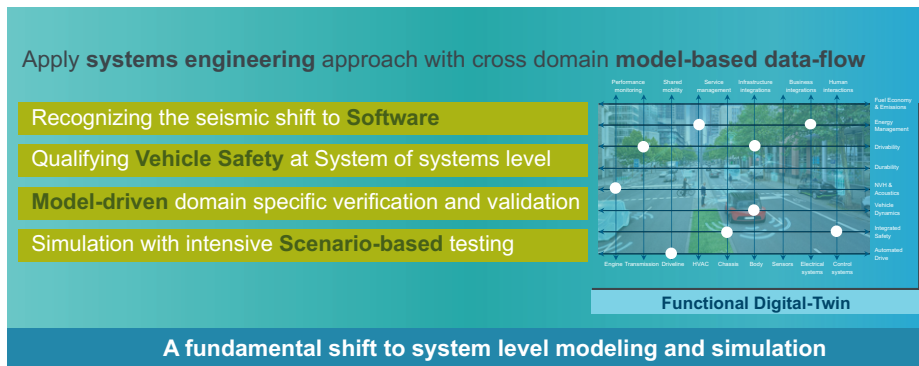 Apply systems engineering approach with cross domain model-based data-flow
Recognizing the seismic shift to Software
Qualifying Vehicle Safety at System of systems level
Model-driven domain specific verification and validation
Simulation with intensive Scenario-based testing
Performance Shared Service Infrastructure Business Human
monitoring mobility management integrations integrations interactions
Fuel Economy
& Emissions
Energy
Management
Drivability
Durability
NVH &
Acoustics
Vehicle
Dynamics
Integrated
Safety
Automated
Drive
Engine Transmission Driveline HVAC Chassis Body Sensors Electrical Control
systems systems
Functional Digital-Twin
A fundamental shift to system level modeling and simulation